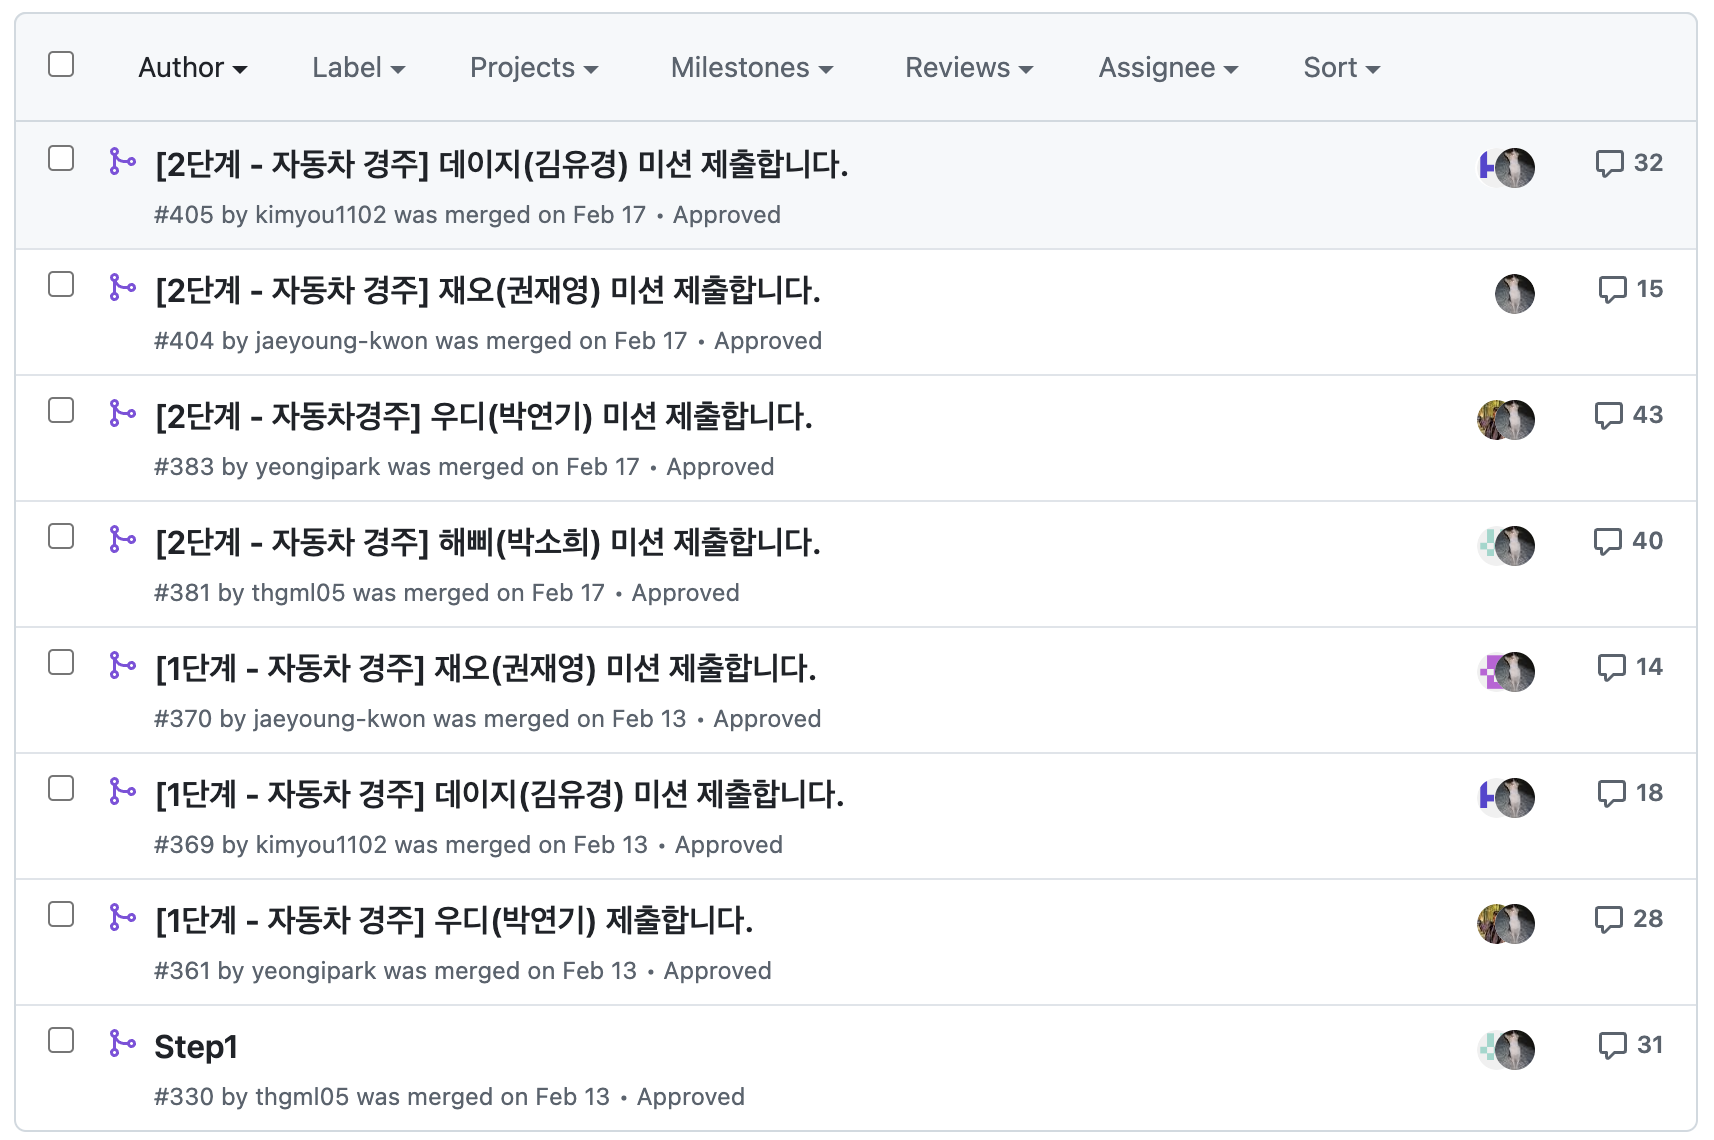 Author Label Projects Milestones Reviews Assignee Sort
[2단계 - 자동차 경주] 데이지(김유경) 미션 제출합니다. 32
#405 by kimyou1102 was merged on Feb 17 • Approved
[2단계 - 자동차 경주] 재오(권재영) 미션 제출합니다. 15
#404 by jaeyoung-kwon was merged on Feb 17 • Approved
[2단계 - 자동차경주] 우디(박연기) 미션 제출합니다. 43
#383 by yeongipark was merged on Feb 17 • Approved
[2단계 - 자동차 경주] 해삐(박소희) 미션 제출합니다. 40
#381 by thgml05 was merged on Feb 17 • Approved
[1단계 - 자동차 경주] 재오(권재영) 미션 제출합니다. 14
#370 by jaeyoung-kwon was merged on Feb 13 • Approved
[1단계 - 자동차 경주] 데이지(김유경) 미션 제출합니다. 18
#369 by kimyou1102 was merged on Feb 13 • Approved
[1단계 - 자동차 경주] 우디(박연기) 제출합니다. 28
#361 by yeongipark was merged on Feb 13 • Approved
Step1 31
#330 by thgml05 was merged on Feb 13 • Approved